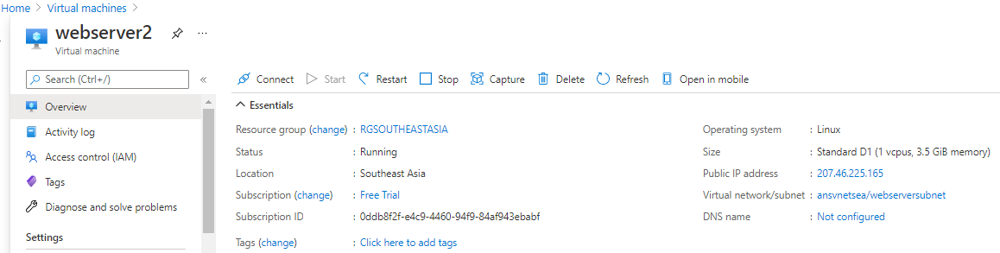 Home > Virtual machines >
webserver2 ...
Virtual machine
Search (Ctrl+/) «
Overview
Activity log
Access control (IAM)
Tags
Diagnose and solve problems
Settings
Connect Start Restart Stop Capture Delete Refresh Open in mobile
Essentials
Resource group (change) : RGSOUTHEASTASIA
Status : Running
Location : Southeast Asia
Subscription (change) : Free Trial
Subscription ID : 0ddb8f2f-e4c9-4460-94f9-84af943ebabf
Tags (change) : Click here to add tags
Operating system : Linux
Size : Standard D1 (1 vcpus, 3.5 GiB memory)
Public IP address : 207.46.225.165
Virtual network/subnet : ansvnetsea/webserversubnet
DNS name : Not configured